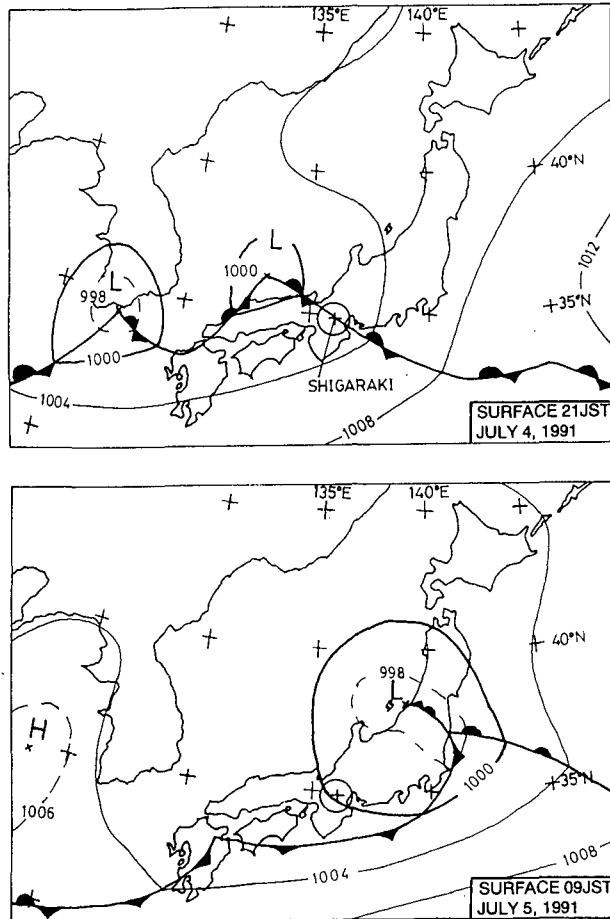 135°E
140°E
40°N
1012
L
L
1000
998
35°N
1000
SHIGARAKI
1004
1008
SURFACE 21JST
JULY 4, 1991
135°E
140°E
40°N
998
L
H
1000
35°N
1006
1004
1008
SURFACE 09JST
JULY 5, 1991